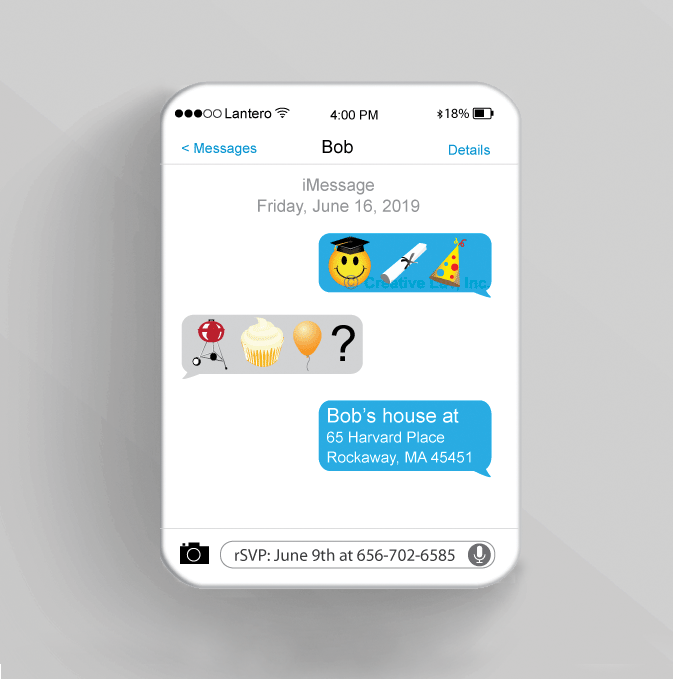 Lantero 4:00 PM 18%
< Messages Bob Details
iMessage
Friday, June 16, 2019
© Creative Luv, Inc.
?
Bob's house at
65 Harvard Place
Rockaway, MA 45451
rSVP: June 9th at 656-702-6585